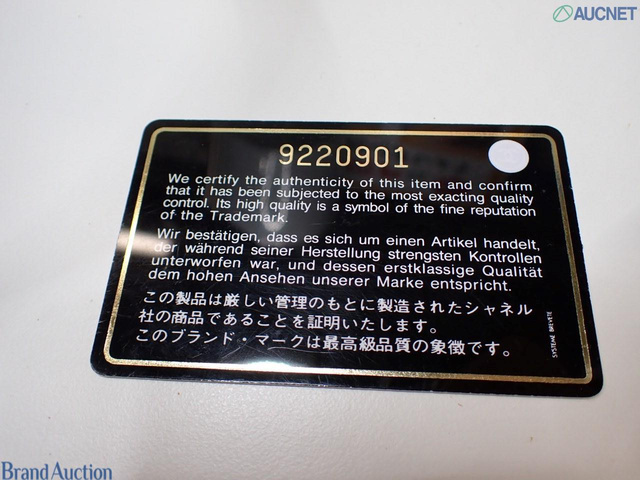 AUCNET
9220901
We certify the authenticity of this item and confirm
that it has been subjected to the most exacting quality
control. Its high quality is a symbol of the fine reputation
of the Trademark.
Wir bestätigen, dass es sich um einen Artikel handelt,
der während seiner Herstellung strengsten Kontrollen
unterworfen war, und dessen erstklassige Qualität
dem hohen Ansehen unserer Marke entspricht.
この製品は厳しい管理のもとに製造されたシャネル
社の商品であることを証明いたします。
このブランド・マークは最高級品質の象徴です。
SYSTEME BREVETE
Brand Auction